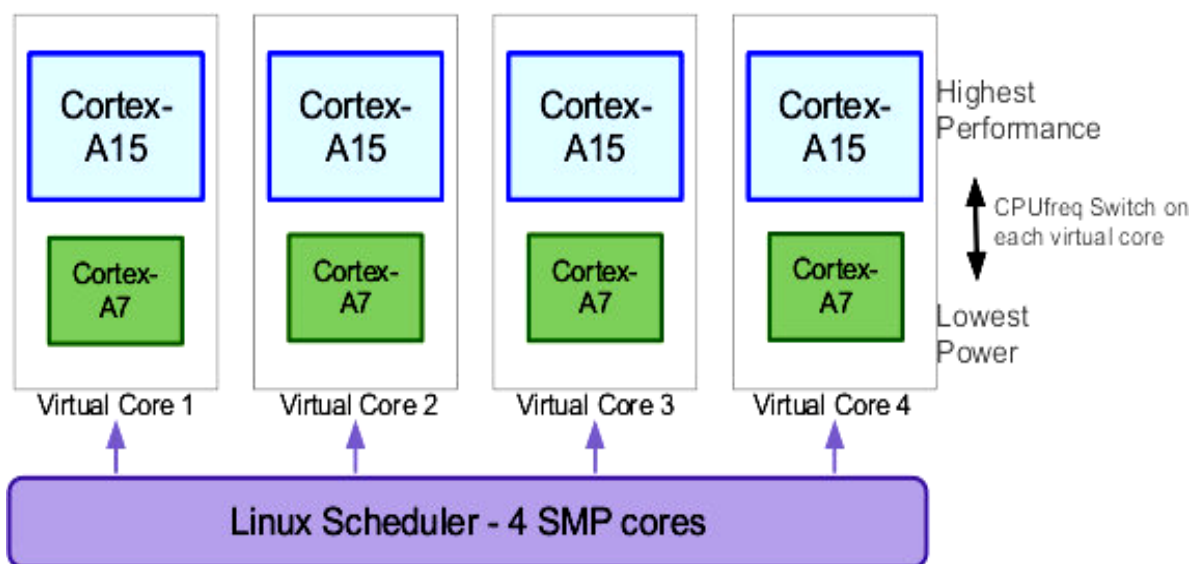 Cortex-
A15
Cortex-
A15
Cortex-
A15
Cortex-
A15
Highest
Performance
CPUfreq Switch on
each virtual core
Cortex-
A7
Cortex-
A7
Cortex-
A7
Cortex-
A7
Lowest
Power
Virtual Core 1
Virtual Core 2
Virtual Core 3
Virtual Core 4
Linux Scheduler - 4 SMP cores